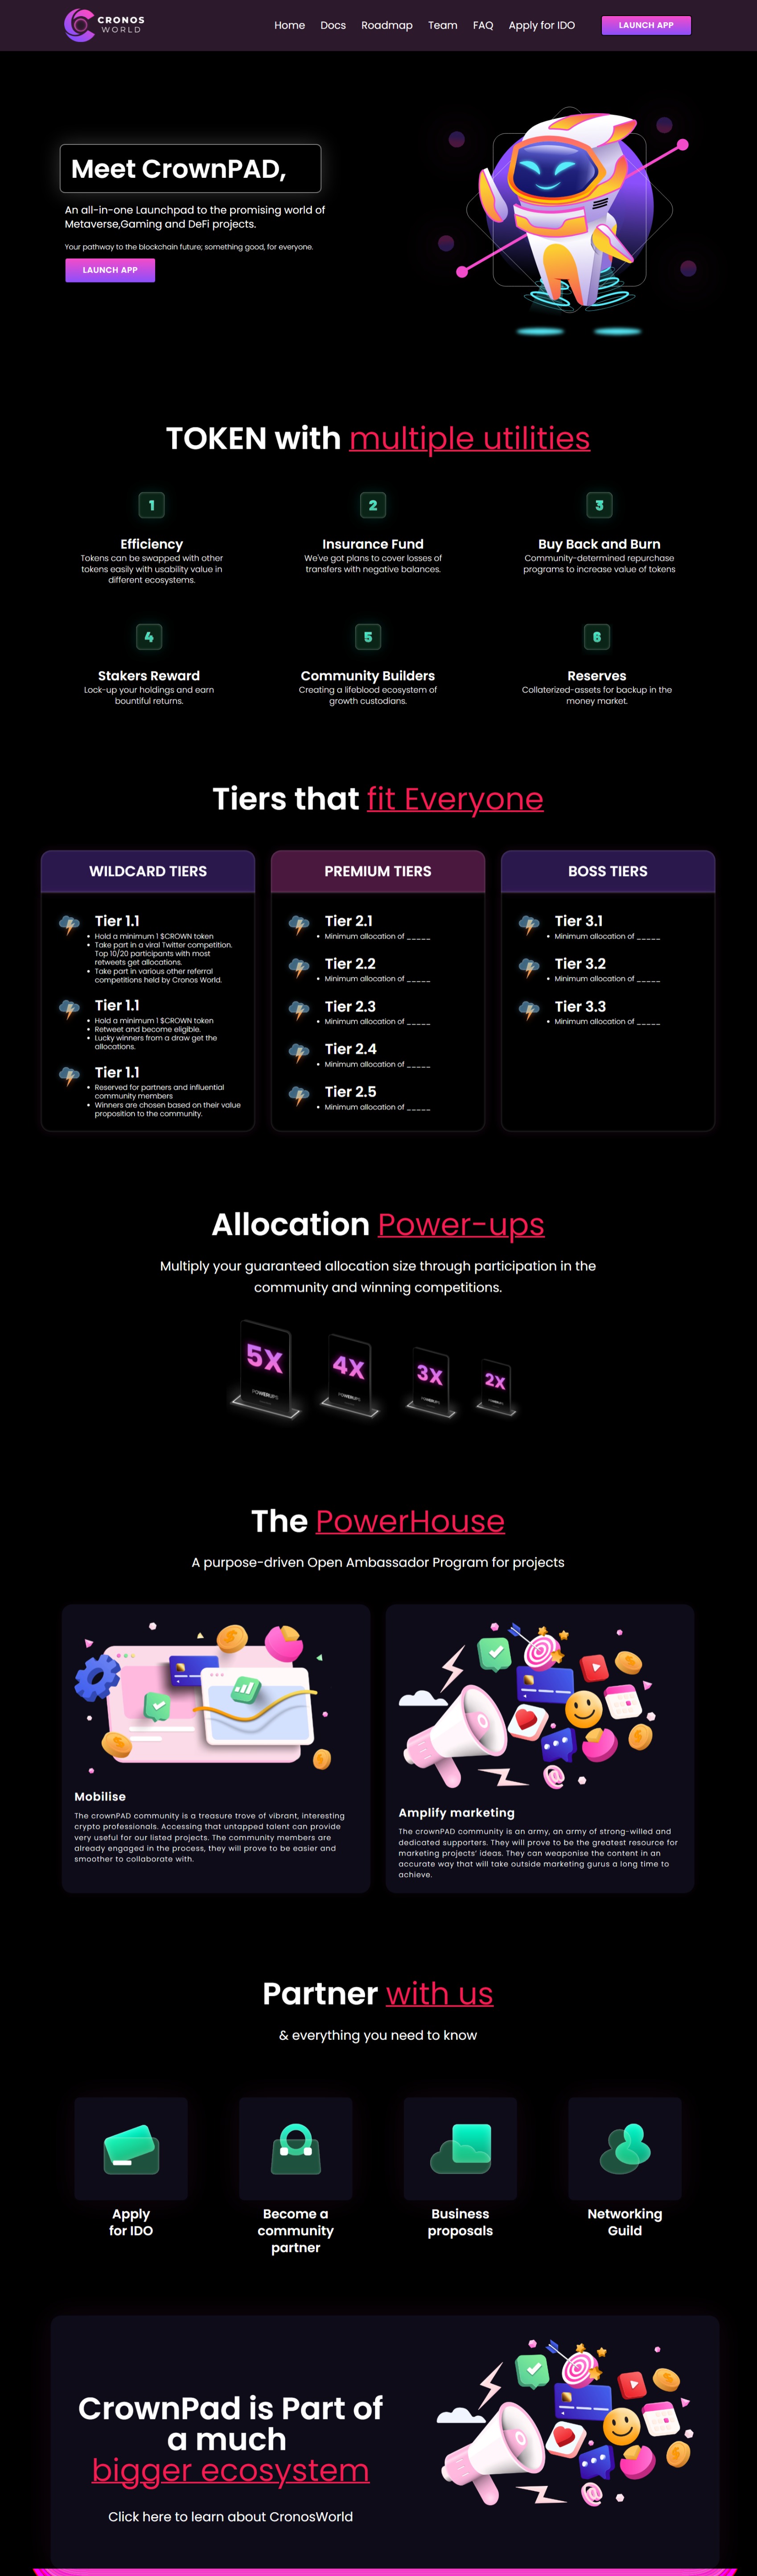 CRONOS
WORLD
Home Docs Roadmap Team FAQ Apply for IDO LAUNCH APP
Meet CrownPAD,
An all-in-one Launchpad to the promising world of
Metaverse,Gaming and DeFi projects.
Your pathway to the blockchain future; something good, for everyone.
LAUNCH APP
TOKEN with multiple utilities
1
Efficiency
Tokens can be swapped with other
tokens easily with usability value in
different ecosystems.
2
Insurance Fund
We've got plans to cover losses of
transfers with negative balances.
3
Buy Back and Burn
Community-determined repurchase
programs to increase value of tokens
4
Stakers Reward
Lock-up your holdings and earn
bountiful returns.
5
Community Builders
Creating a lifeblood ecosystem of
growth custodians.
6
Reserves
Collaterized-assets for backup in the
money market.
Tiers that fit Everyone
WILDCARD TIERS
Tier 1.1
• Hold a minimum 1 $CROWN token
• Take part in a viral Twitter competition.
Top 10/20 participants with most
retweets get allocations.
• Take part in various other referral
competitions held by Cronos World.
Tier 1.1
• Hold a minimum 1 $CROWN token
• Retweet and become eligible.
• Lucky winners from a draw get the
allocations.
Tier 1.1
• Reserved for partners and influential
community members
• Winners are chosen based on their value
proposition to the community.
PREMIUM TIERS
Tier 2.1
• Minimum allocation of _____
Tier 2.2
• Minimum allocation of _____
Tier 2.3
• Minimum allocation of _____
Tier 2.4
• Minimum allocation of _____
Tier 2.5
• Minimum allocation of _____
BOSS TIERS
Tier 3.1
• Minimum allocation of _____
Tier 3.2
• Minimum allocation of _____
Tier 3.3
• Minimum allocation of _____
Allocation Power-ups
Multiply your guaranteed allocation size through participation in the
community and winning competitions.
5X
POWERUPS
4X
POWERUPS
3X
POWERUPS
2X
POWERUPS
The PowerHouse
A purpose-driven Open Ambassador Program for projects
Mobilise
The crownPAD community is a treasure trove of vibrant, interesting
crypto professionals. Accessing that untapped talent can provide
very useful for our listed projects. The community members are
already engaged in the process, they will prove to be easier and
smoother to collaborate with.
Amplify marketing
The crownPAD community is an army, an army of strong-willed and
dedicated supporters. They will prove to be the greatest resource for
marketing projects' ideas. They can weaponise the content in an
accurate way that will take outside marketing gurus a long time to
achieve.
Partner with us
& everything you need to know
Apply
for IDO
Become a
community
partner
Business
proposals
Networking
Guild
CrownPad is Part of
a much
bigger ecosystem
Click here to learn about CronosWorld